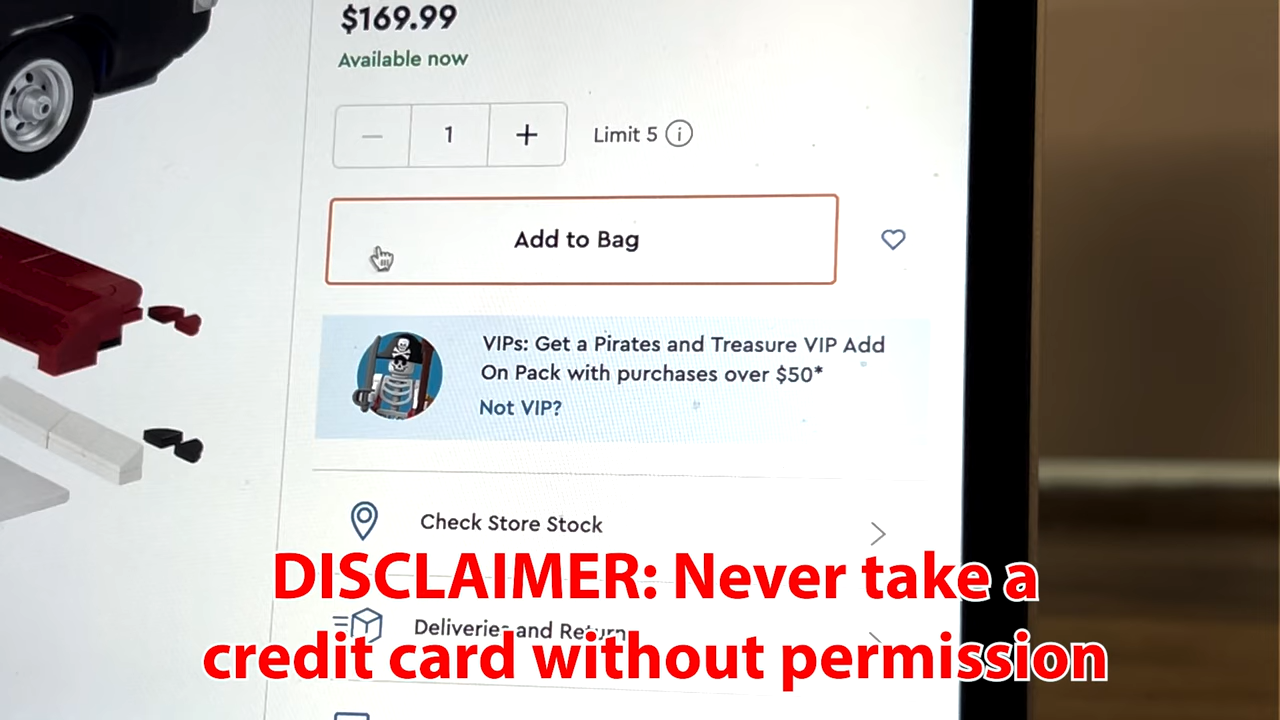 $169.99
Available now
1
Limit 5
Add to Bag
VIPs: Get a Pirates and Treasure VIP Add
On Pack with purchases over $50*
Not VIP?
Check Store Stock
Deliveries and Return
DISCLAIMER: Never take a
credit card without permission